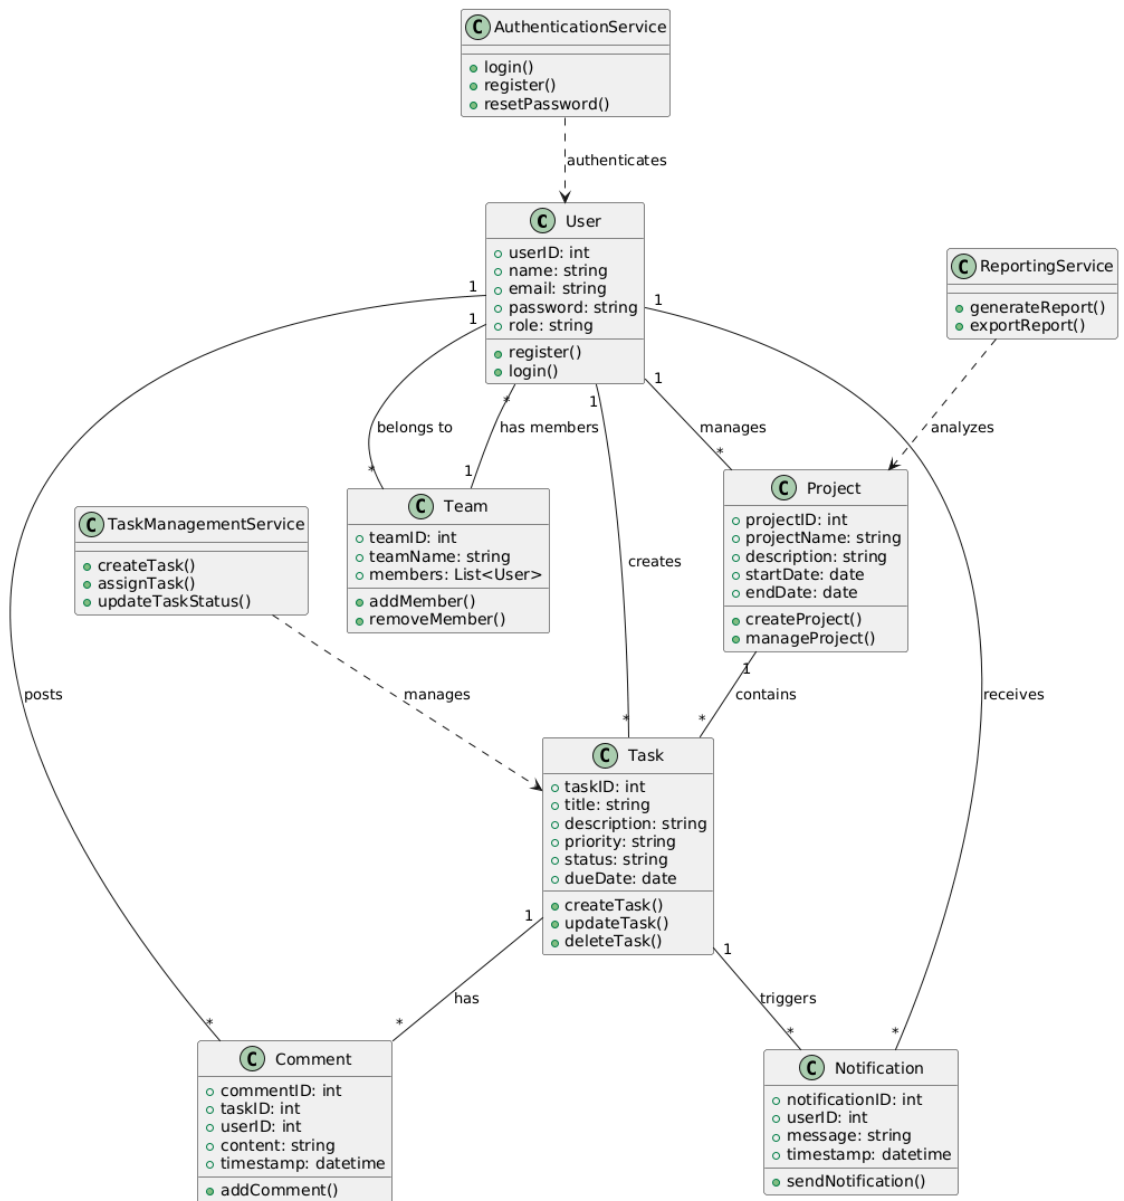 C AuthenticationService
login()
register()
resetPassword()
authenticates
C User
userID: int
name: string
email: string
password: string
role: string
register()
login()
C ReportingService
generateReport()
exportReport()
1
1
1
1
*
1
belongs to
has members
manages
analyzes
*
1
*
C Team
teamID: int
teamName: string
members: List<User>
addMember()
removeMember()
C Project
projectID: int
projectName: string
description: string
startDate: date
endDate: date
createProject()
manageProject()
C TaskManagementService
createTask()
assignTask()
updateTaskStatus()
creates
posts
manages
1
contains
receives
*
*
C Task
taskID: int
title: string
description: string
priority: string
status: string
dueDate: date
createTask()
updateTask()
deleteTask()
1
1
has
triggers
*
*
*
*
C Comment
commentID: int
taskID: int
userID: int
content: string
timestamp: datetime
addComment()
C Notification
notificationID: int
userID: int
message: string
timestamp: datetime
sendNotification()